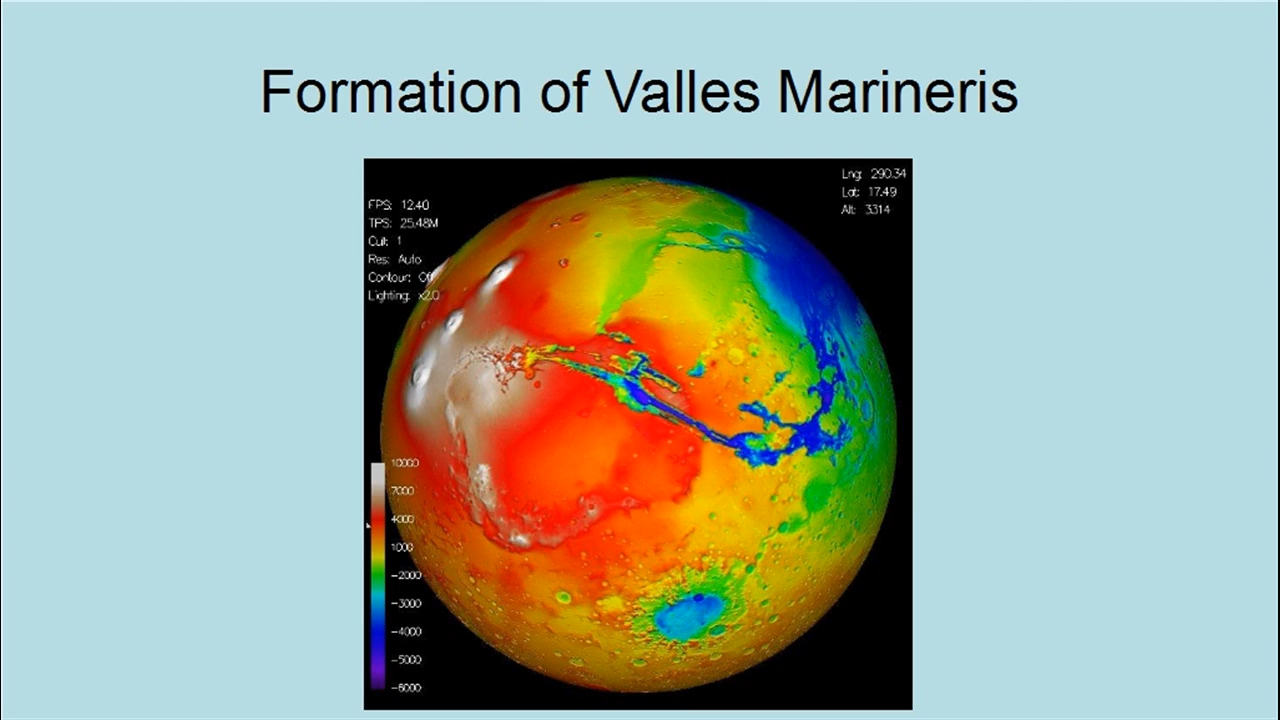 Formation of Valles Marineris
FPS: 12.40
TPS: 25.48M
Cut: 1
Res: Auto
Contour: Off
Lighting: x2.0
Lng: 290.34
Lat: 17.49
Alt: 3314
10000
7000
4000
1000
-2000
-3000
-4000
-5000
-6000